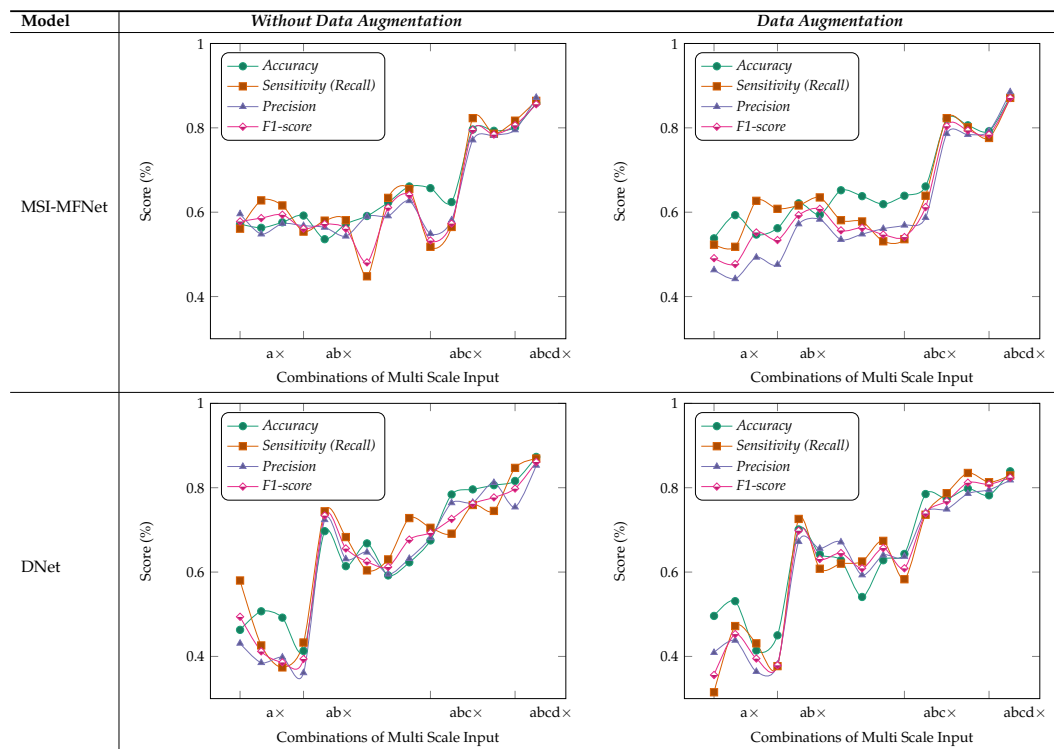 Model Without Data Augmentation Data Augmentation
MSI-MFNet
1
0.8
0.6
0.4
Score (%)
Accuracy
Sensitivity (Recall)
Precision
F1-score
a× ab× abc× abcd×
Combinations of Multi Scale Input
1
0.8
0.6
0.4
Score (%)
Accuracy
Sensitivity (Recall)
Precision
F1-score
a× ab× abc× abcd×
Combinations of Multi Scale Input
DNet
1
0.8
0.6
0.4
Score (%)
Accuracy
Sensitivity (Recall)
Precision
F1-score
a× ab× abc× abcd×
Combinations of Multi Scale Input
1
0.8
0.6
0.4
Score (%)
Accuracy
Sensitivity (Recall)
Precision
F1-score
a× ab× abc× abcd×
Combinations of Multi Scale Input